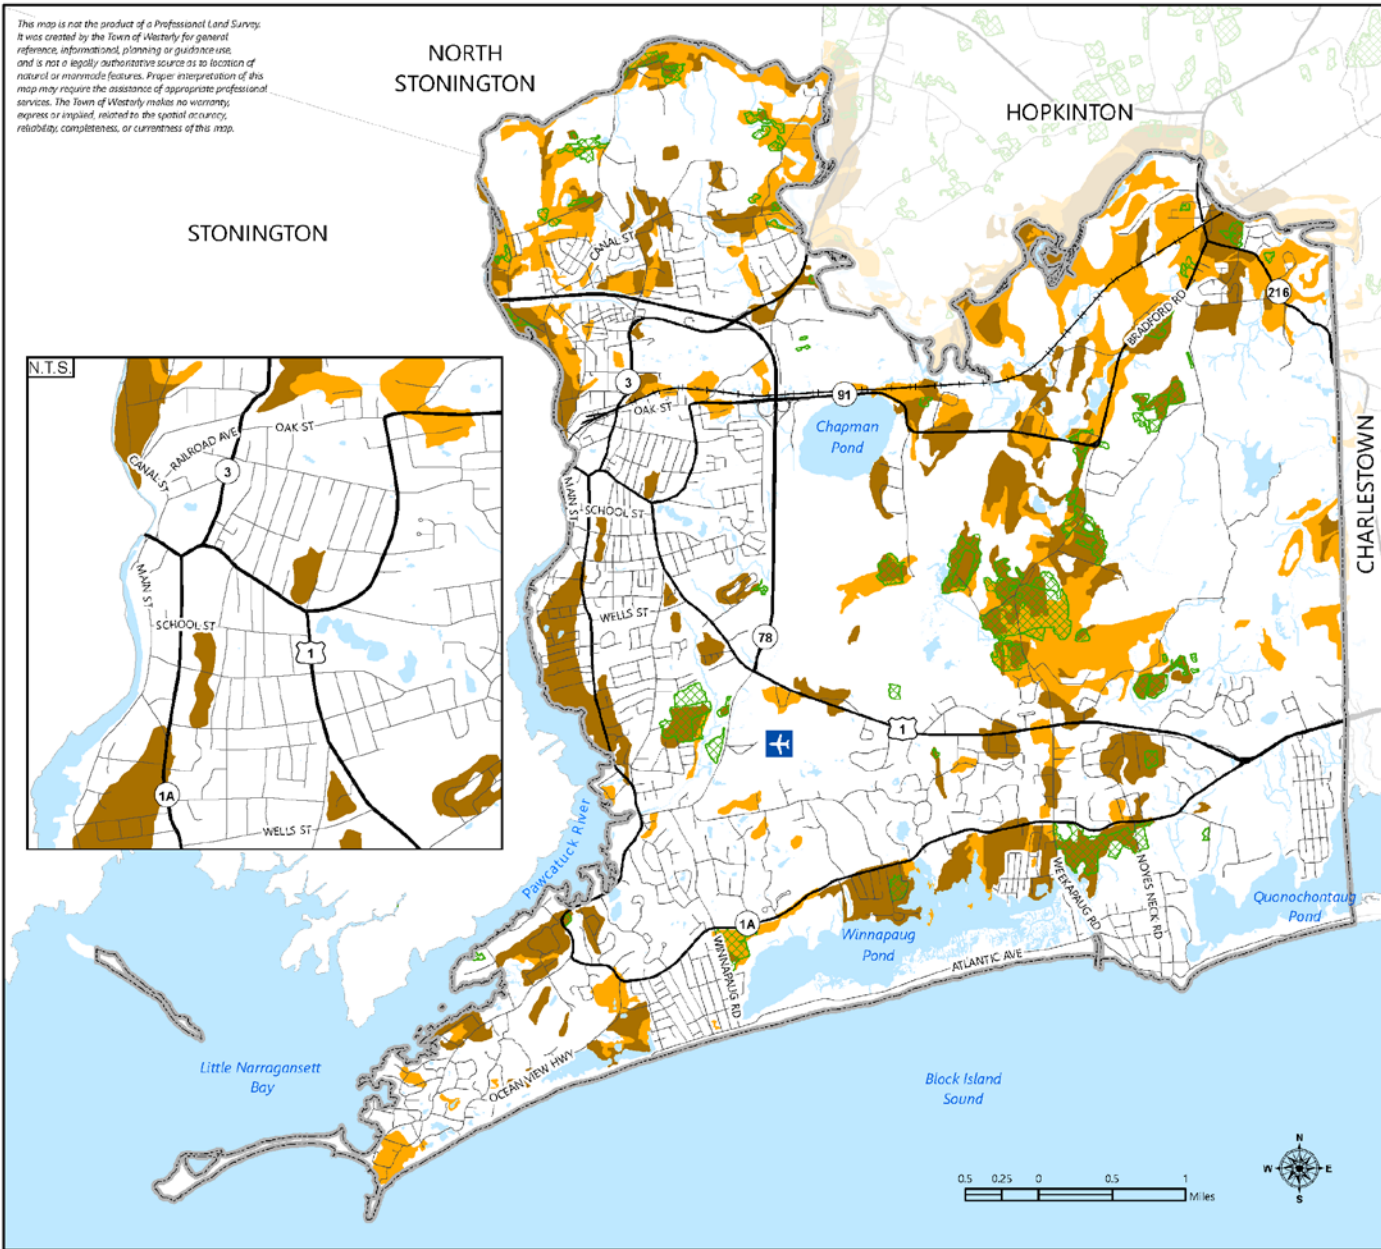 This map is not the product of a Professional Land Survey.
It was created by the Town of Westerly for general
reference, informational, planning or guidance use,
and is not a legally authoritative source as to location of
natural or manmade features. Proper interpretation of this
map may require the assistance of appropriate professional
services. The Town of Westerly makes no warranty,
express or implied, related to the spatial accuracy,
reliability, completeness, or currentness of this map.
NORTH
STONINGTON
HOPKINTON
STONINGTON
CANAL ST
216
BRADFORD RD
N.T.S.
3
OAK ST
91
Chapman
Pond
CHARLESTOWN
MAIN ST
SCHOOL ST
WELLS ST
78
1
OAK ST
RAILROAD AVE
CANAL ST
3
MAIN ST
SCHOOL ST
1
1A
WELLS ST
Pawcatuck River
1A
WINNAPAUG RD
Winnapaug
Pond
WEEKAPAUG RD
NOYES NECK RD
Quonochontaug
Pond
ATLANTIC AVE
OCEAN VIEW HWY
Little Narragansett
Bay
Block Island
Sound
N
W
E
S
0.5 0.25 0 0.5 1
Miles